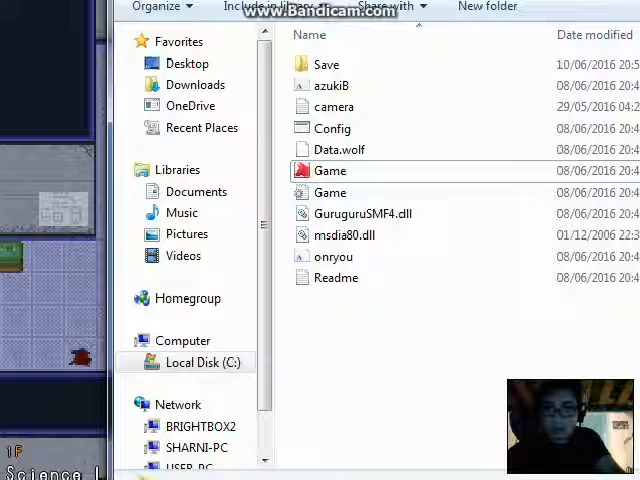 Organize
Include in library
Share with
New folder
www.Bandicam.com
Name
Date modified
Favorites
Desktop
Downloads
OneDrive
Recent Places
Libraries
Documents
Music
Pictures
Videos
Homegroup
Computer
Local Disk (C:)
Network
BRIGHTBOX2
SHARNI-PC
USER-PC
Save 10/06/2016 20:5
azukiB 08/06/2016 20:4
camera 29/05/2016 04:2
Config 08/06/2016 20:4
Data.wolf 08/06/2016 20:4
Game 08/06/2016 20:4
Game 08/06/2016 20:4
GuruguruSMF4.dll 08/06/2016 20:4
msdia80.dll 01/12/2006 22:3
onryou 08/06/2016 20:4
Readme 08/06/2016 20:4
1F
Science L